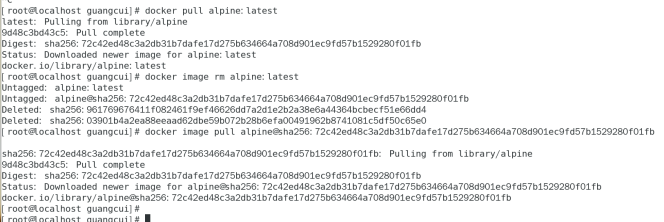 [root@localhost guangcui]# docker pull alpine:latest
latest: Pulling from library/alpine
9d48c3bd43c5: Pull complete
Digest: sha256:72c42ed48c3a2db31b7dafe17d275b634664a708d901ec9fd57b1529280f01fb
Status: Downloaded newer image for alpine:latest
docker.io/library/alpine:latest
[root@localhost guangcui]# docker image rm alpine:latest
Untagged: alpine:latest
Untagged: alpine@sha256:72c42ed48c3a2db31b7dafe17d275b634664a708d901ec9fd57b1529280f01fb
Deleted: sha256:961769676411f082461f9ef46626dd7a2d1e2b2a38e6a44364bcbecf51e66dd4
Deleted: sha256:03901b4a2ea88eeaad62dbe59b072b28b6efa00491962b8741081c5df50c65e0
[root@localhost guangcui]# docker image pull alpine@sha256:72c42ed48c3a2db31b7dafe17d275b634664a708d901ec9fd57b1529280f01fb
sha256:72c42ed48c3a2db31b7dafe17d275b634664a708d901ec9fd57b1529280f01fb: Pulling from library/alpine
9d48c3bd43c5: Pull complete
Digest: sha256:72c42ed48c3a2db31b7dafe17d275b634664a708d901ec9fd57b1529280f01fb
Status: Downloaded newer image for alpine@sha256:72c42ed48c3a2db31b7dafe17d275b634664a708d901ec9fd57b1529280f01fb
docker.io/library/alpine@sha256:72c42ed48c3a2db31b7dafe17d275b634664a708d901ec9fd57b1529280f01fb
[root@localhost guangcui]#
[root@localhost guangcui]#